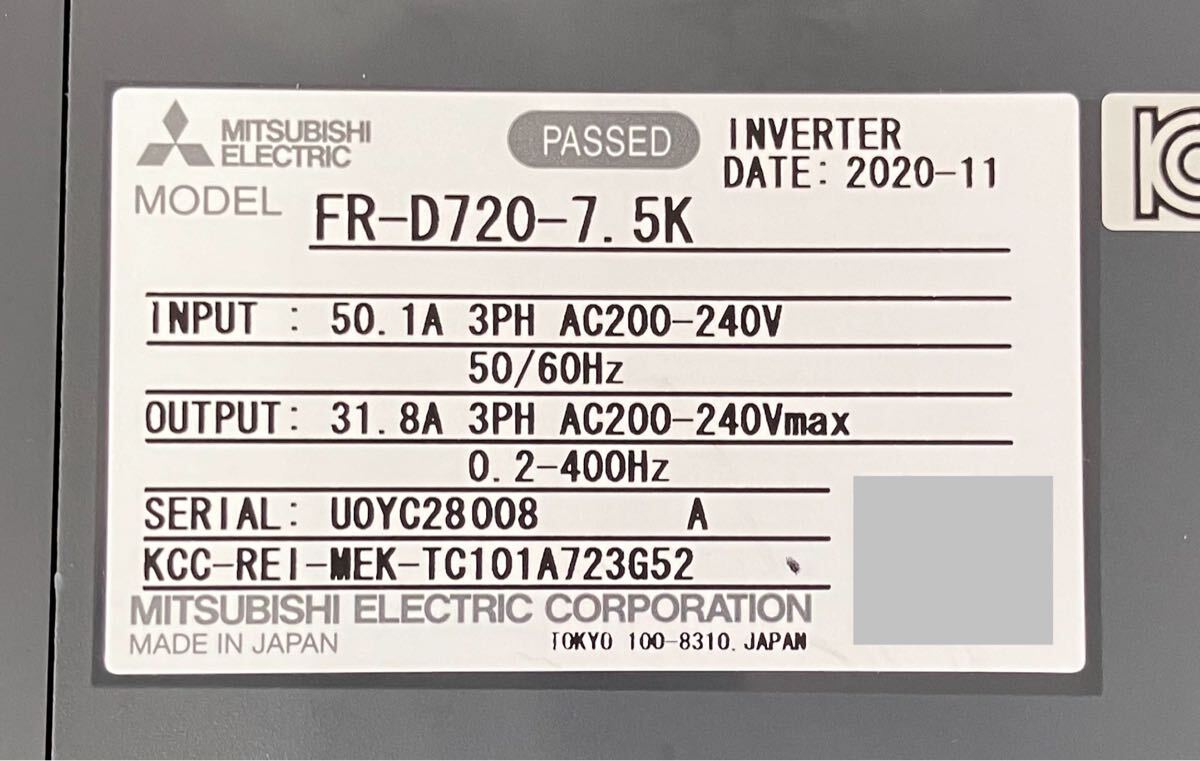 MITSUBISHI
ELECTRIC
PASSED
INVERTER
DATE: 2020-11
MODEL FR-D720-7.5K
INPUT : 50.1A 3PH AC200-240V
50/60Hz
OUTPUT: 31.8A 3PH AC200-240Vmax
0.2-400Hz
SERIAL: U0YC28008 A
KCC-REI-MEK-TC101A723G52
MITSUBISHI ELECTRIC CORPORATION
MADE IN JAPAN TOKYO 100-8310. JAPAN